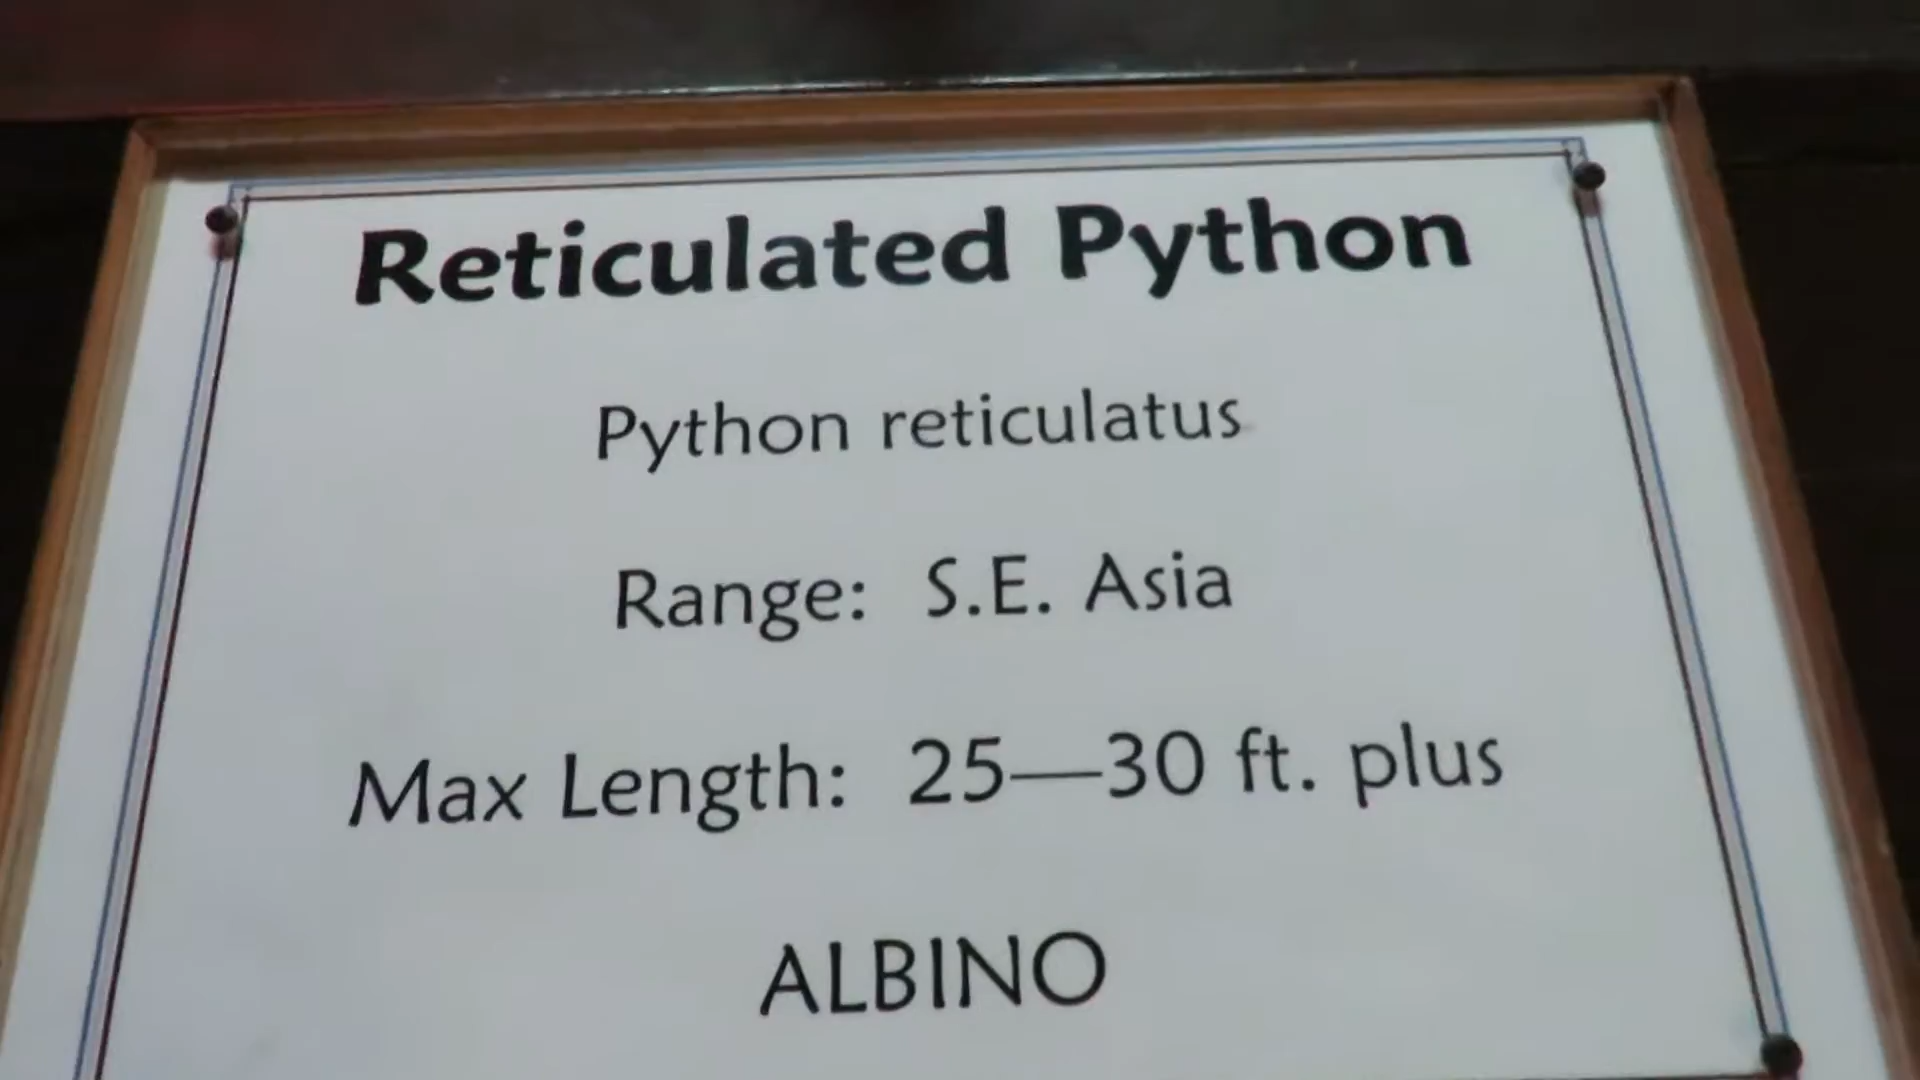 Reticulated Python
Python reticulatus
Range: S.E. Asia
Max Length: 25—30 ft. plus
ALBINO